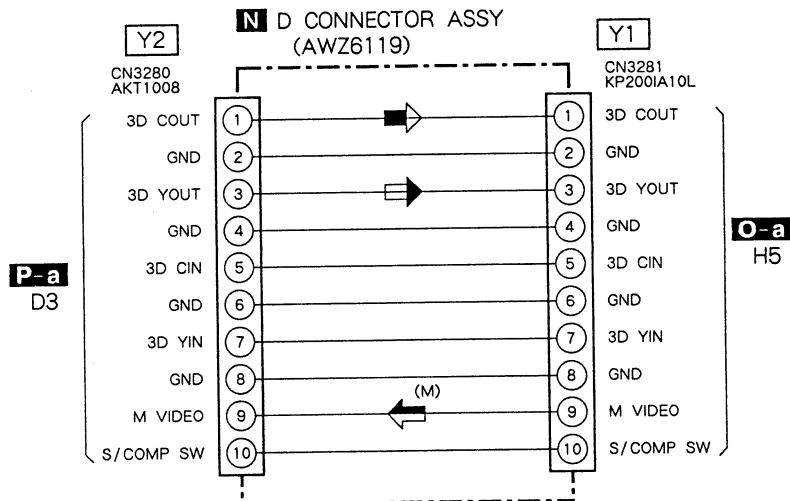 N D CONNECTOR ASSY
(AWZ6119)
Y2
Y1
CN3280
AKT1008
CN3281
KP200IA10L
3D COUT 1 1 3D COUT
GND 2 2 GND
3D YOUT 3 3 3D YOUT
GND 4 4 GND
3D CIN 5 5 3D CIN
GND 6 6 GND
3D YIN 7 7 3D YIN
GND 8 8 GND
(M)
M VIDEO 9 9 M VIDEO
S/COMP SW 10 10 S/COMP SW
P-a
D3
O-a
H5